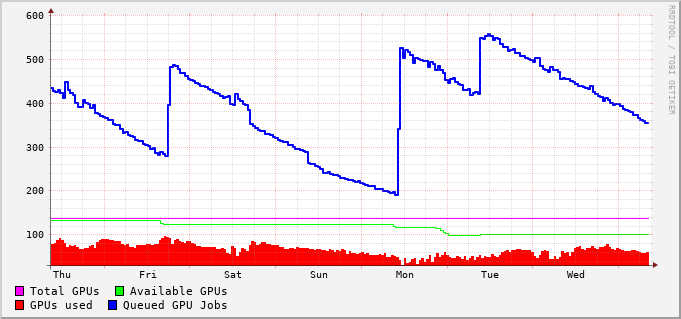 600
500
400
300
200
100
Thu Fri Sat Sun Mon Tue Wed
Total GPUs Available GPUs
GPUs used Queued GPU Jobs
RRDTOOL / TOBI OETIKER